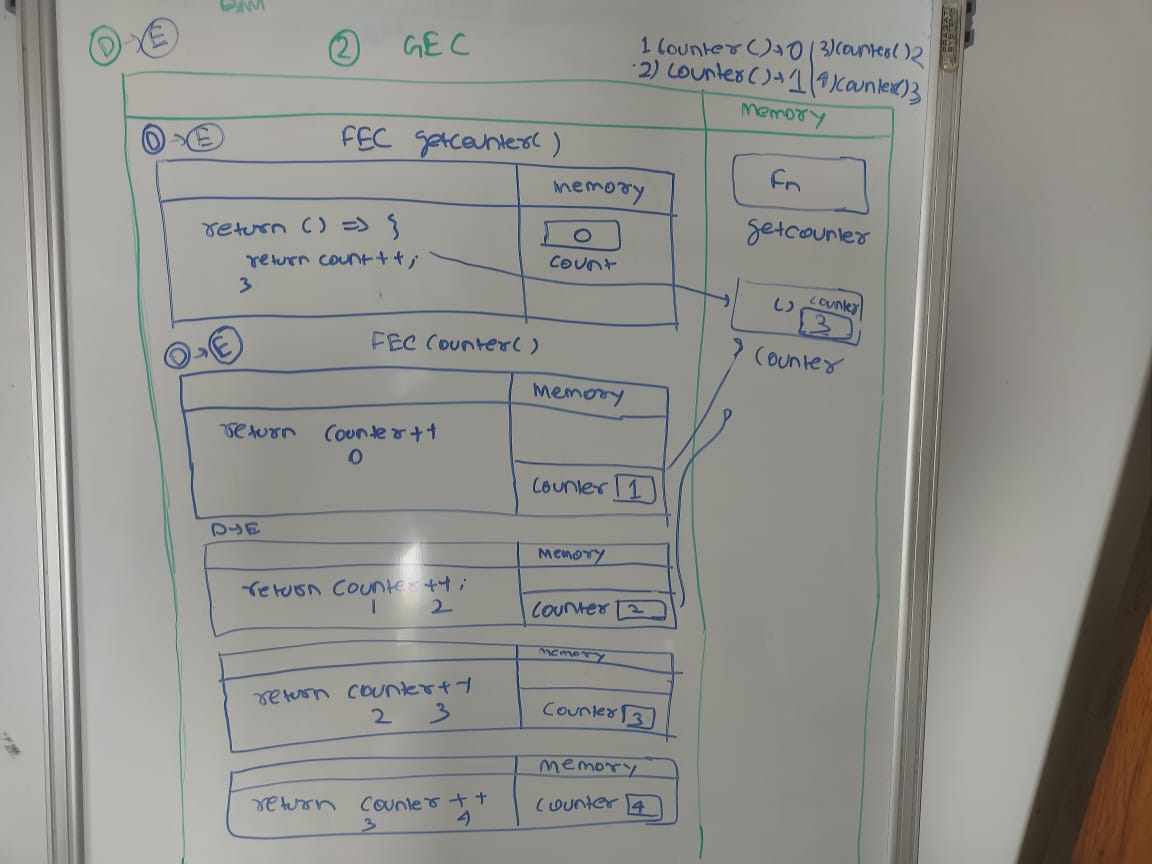 D → E
② GEC
1 Counter() → 0 | 3) Counter() 2
2) Counter() → 1 | 4) Counter() 3
Memory
D → E
FEC getcounter()
Memory
return () => {
return count++;
}
0
count
Fn
getcounter
() counter
3
Counter
D → E
FEC Counter()
Memory
return Counter++
0
Counter 1
D → E
Memory
return Counter++;
1 2
Counter 2
Memory
return counter++
2 3
Counter 3
Memory
return Counter++
3 4
Counter 4